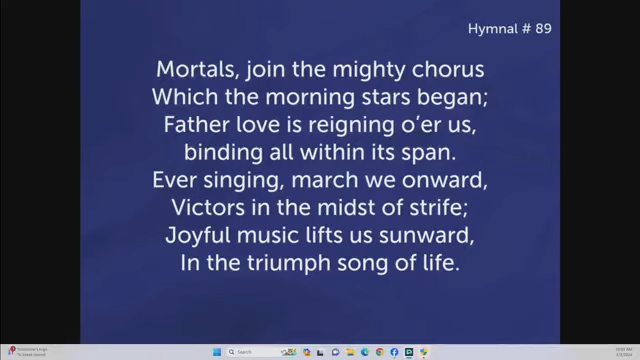 Hymnal # 89
Mortals, join the mighty chorus
Which the morning stars began;
Father love is reigning o'er us,
binding all within its span.
Ever singing, march we onward,
Victors in the midst of strife;
Joyful music lifts us sunward,
In the triumph song of life.
Search